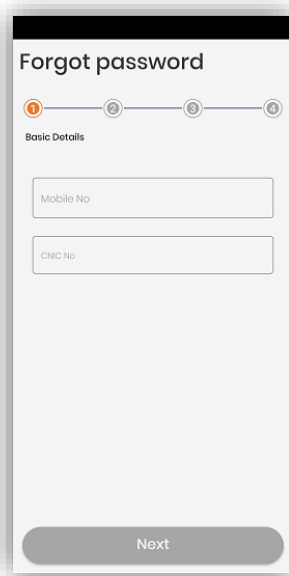 Forgot password
1 2 3 4
Basic Details
Mobile No
CNIC No
Next